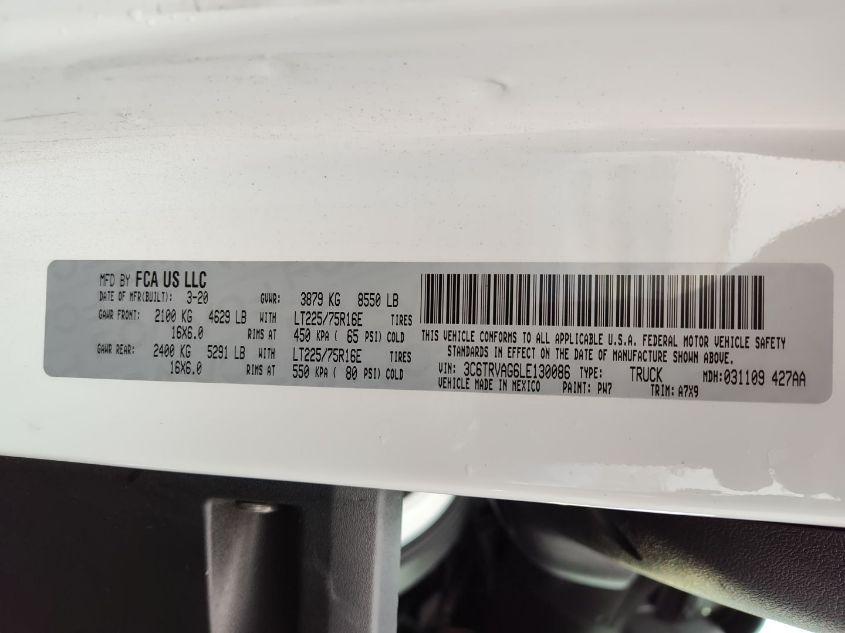 MFD BY FCA US LLC
DATE OF MFR(BUILT): 3-20 GVWR: 3879 KG 8550 LB
GAWR FRONT: 2100 KG 4629 LB WITH LT225/75R16E TIRES
16X6.0 RIMS AT 450 KPA ( 65 PSI) COLD
GAWR REAR: 2400 KG 5291 LB WITH LT225/75R16E TIRES
16X6.0 RIMS AT 550 KPA ( 80 PSI) COLD
THIS VEHICLE CONFORMS TO ALL APPLICABLE U.S.A. FEDERAL MOTOR VEHICLE SAFETY
STANDARDS IN EFFECT ON THE DATE OF MANUFACTURE SHOWN ABOVE.
VIN: 3C6TRVAG6LE130086 TYPE: TRUCK MDH:031109 427AA
VEHICLE MADE IN MEXICO PAINT: PW7 TRIM: A7X9